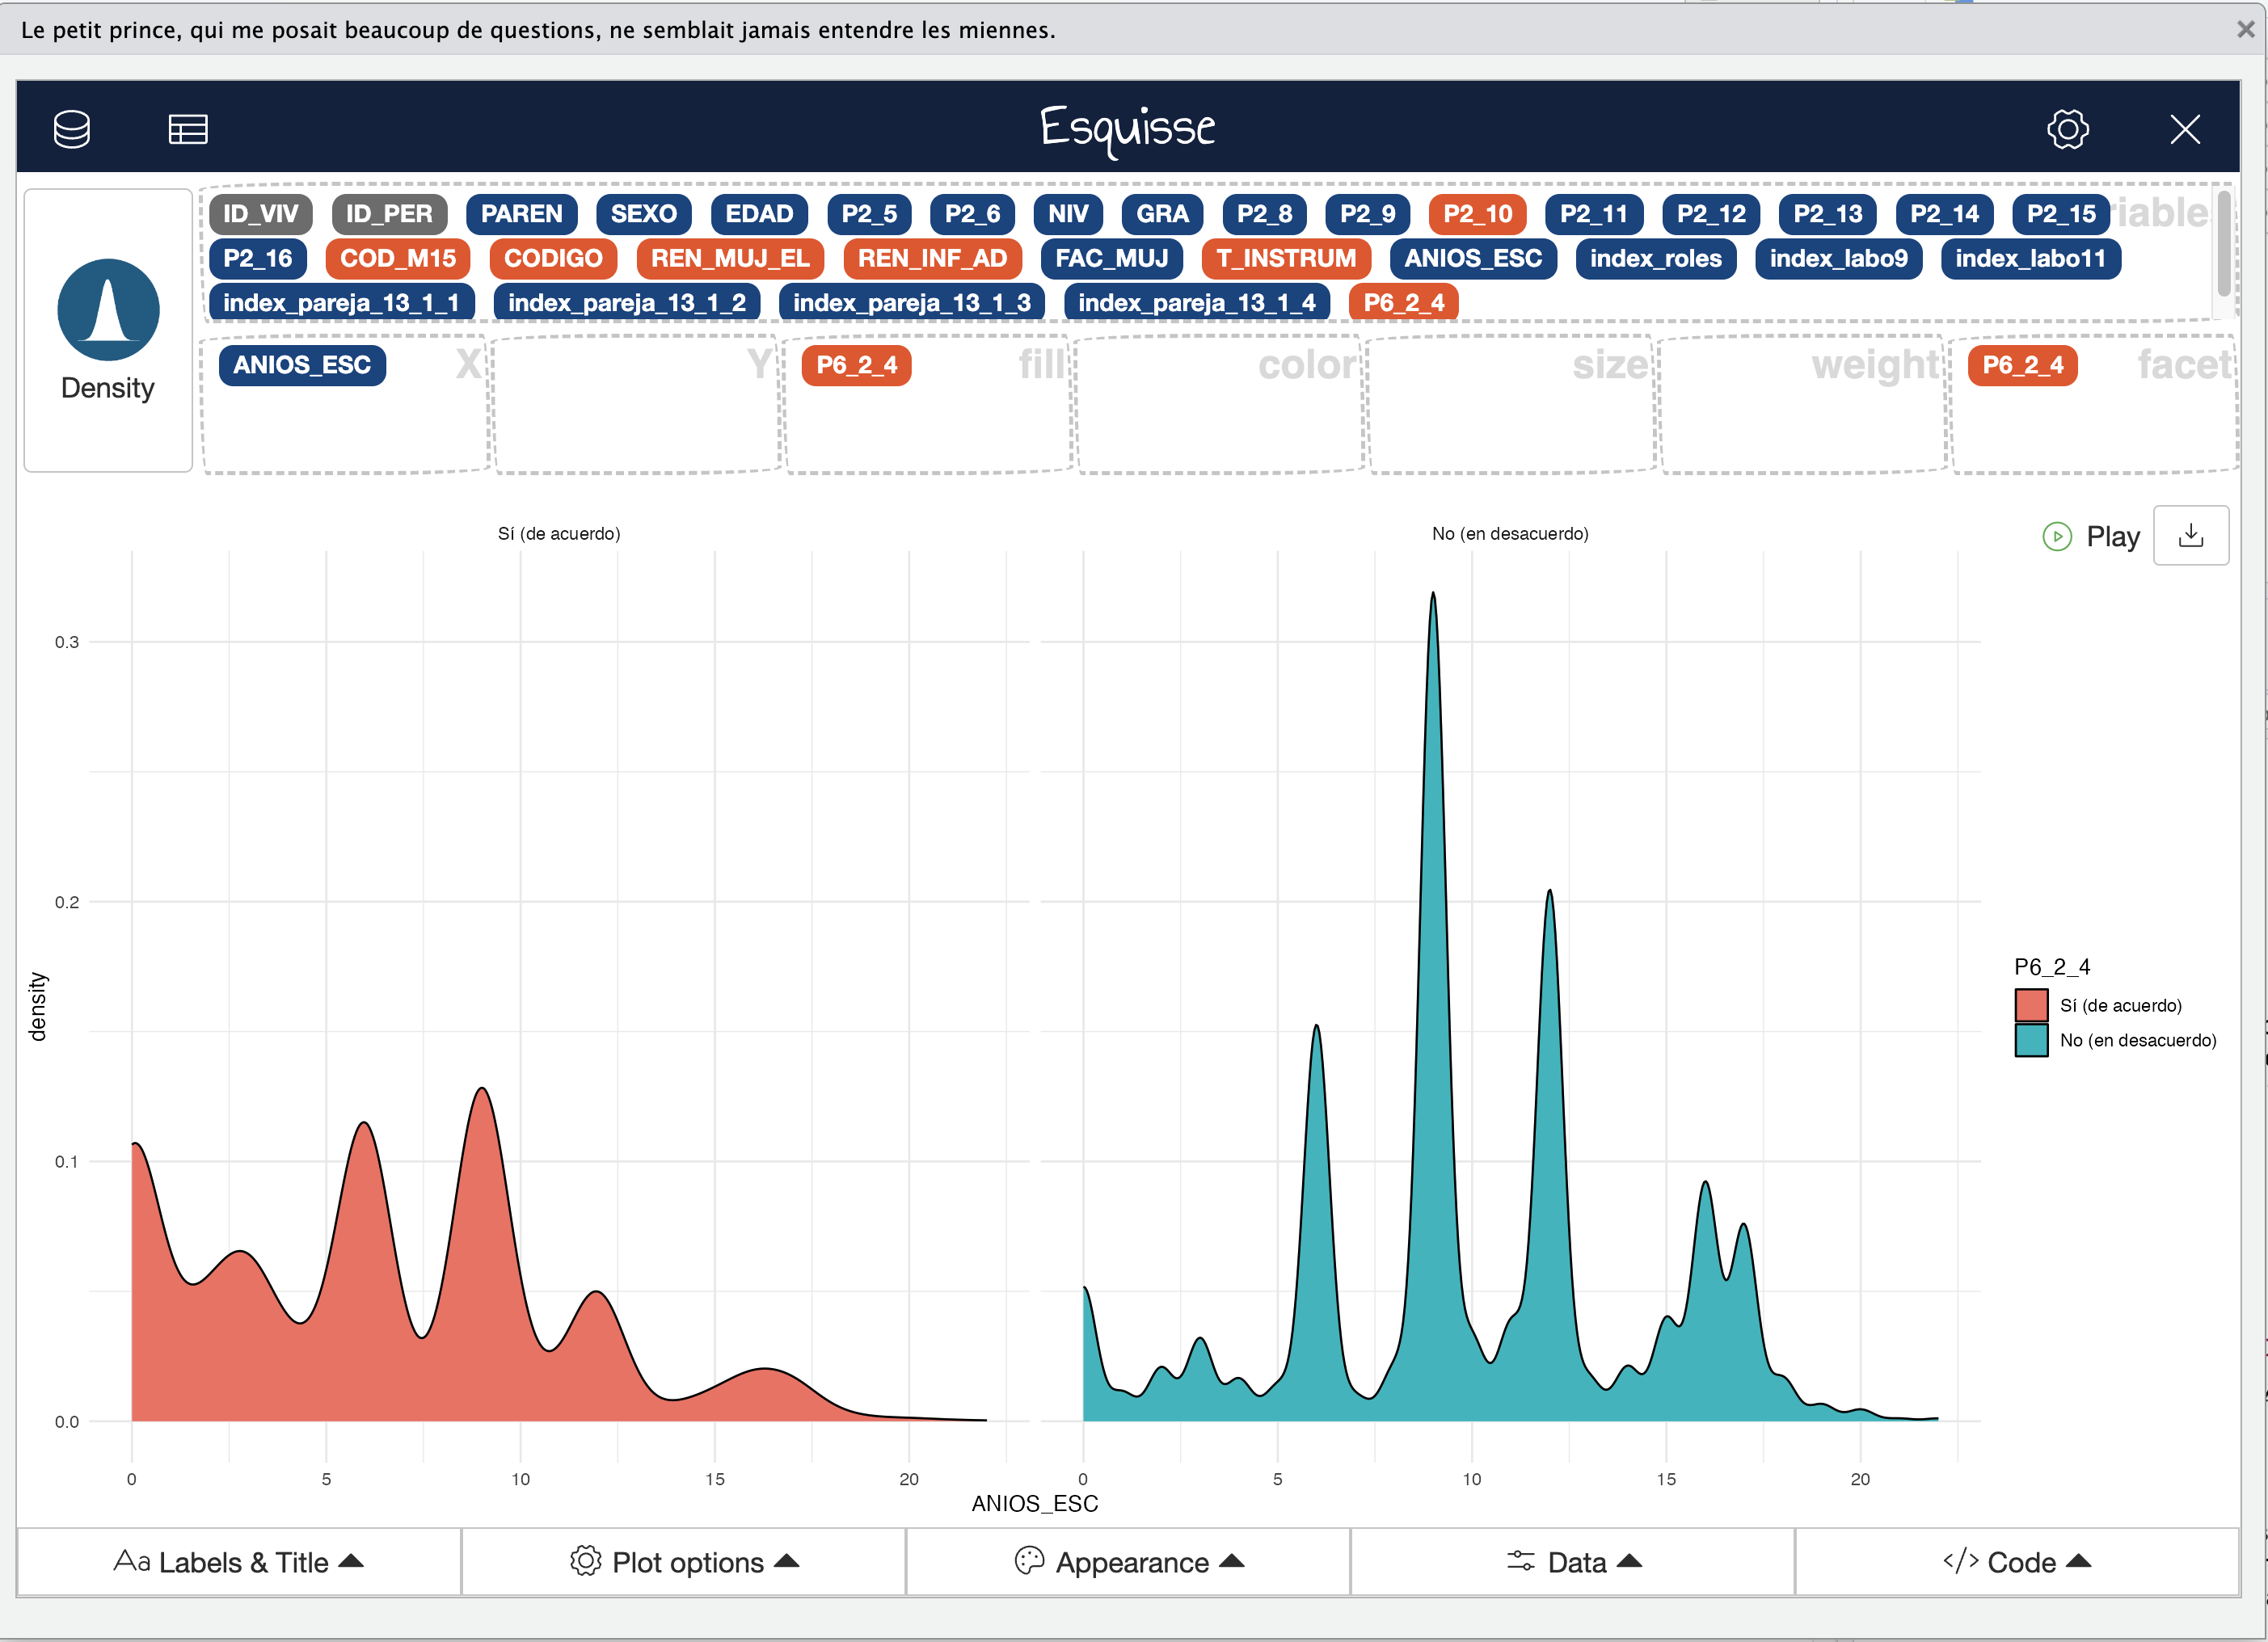 Le petit prince, qui me posait beaucoup de questions, ne semblait jamais entendre les miennes.
Esquisse
ID_VIV ID_PER PAREN SEXO EDAD P2_5 P2_6 NIV GRA P2_8 P2_9 P2_10 P2_11 P2_12 P2_13 P2_14 P2_15
P2_16 COD_M15 CODIGO REN_MUJ_EL REN_INF_AD FAC_MUJ T_INSTRUM ANIOS_ESC index_roles index_labo9 index_labo11
index_pareja_13_1_1 index_pareja_13_1_2 index_pareja_13_1_3 index_pareja_13_1_4 P6_2_4
Density
ANIOS_ESC X Y P6_2_4 fill color size weight P6_2_4 facet
Sí (de acuerdo) No (en desacuerdo)
Play
0.3
0.2
0.1
0.0
density
P6_2_4
Sí (de acuerdo)
No (en desacuerdo)
0 5 10 15 20 0 5 10 15 20
ANIOS_ESC
Aa Labels & Title Plot options Appearance Data </> Code